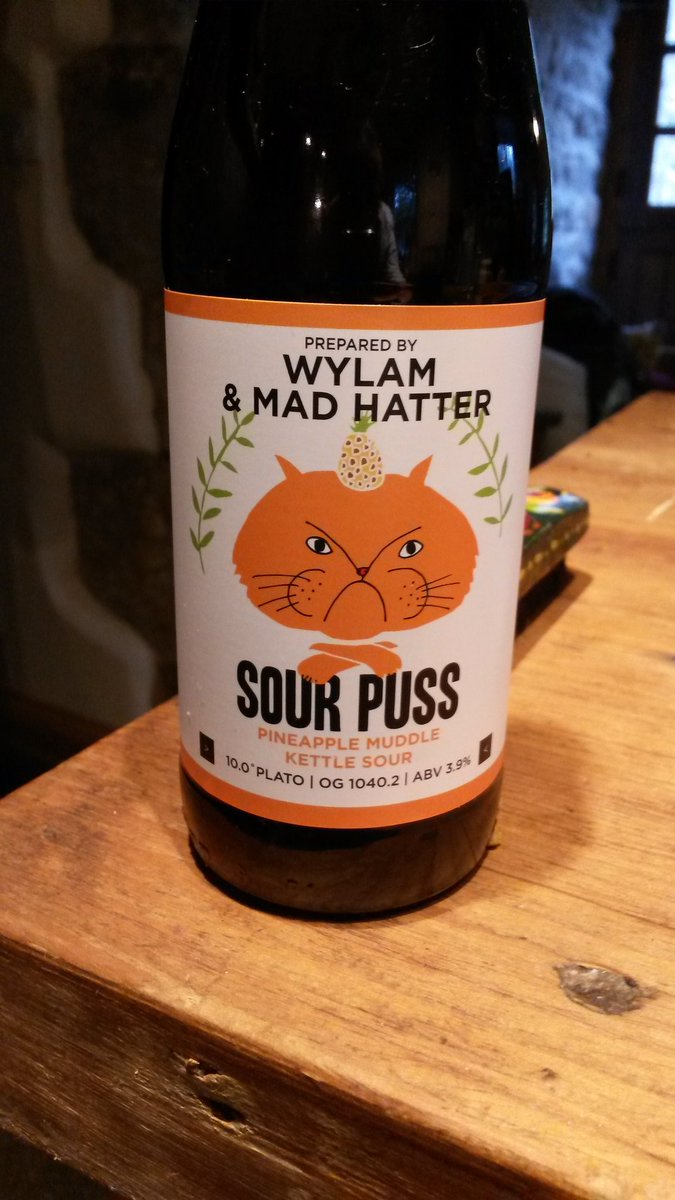 PREPARED BY
WYLAM
& MAD HATTER
SOUR PUSS
PINEAPPLE MUDDLE
KETTLE SOUR
10.0° PLATO | OG 1040.2 | ABV 3.9%